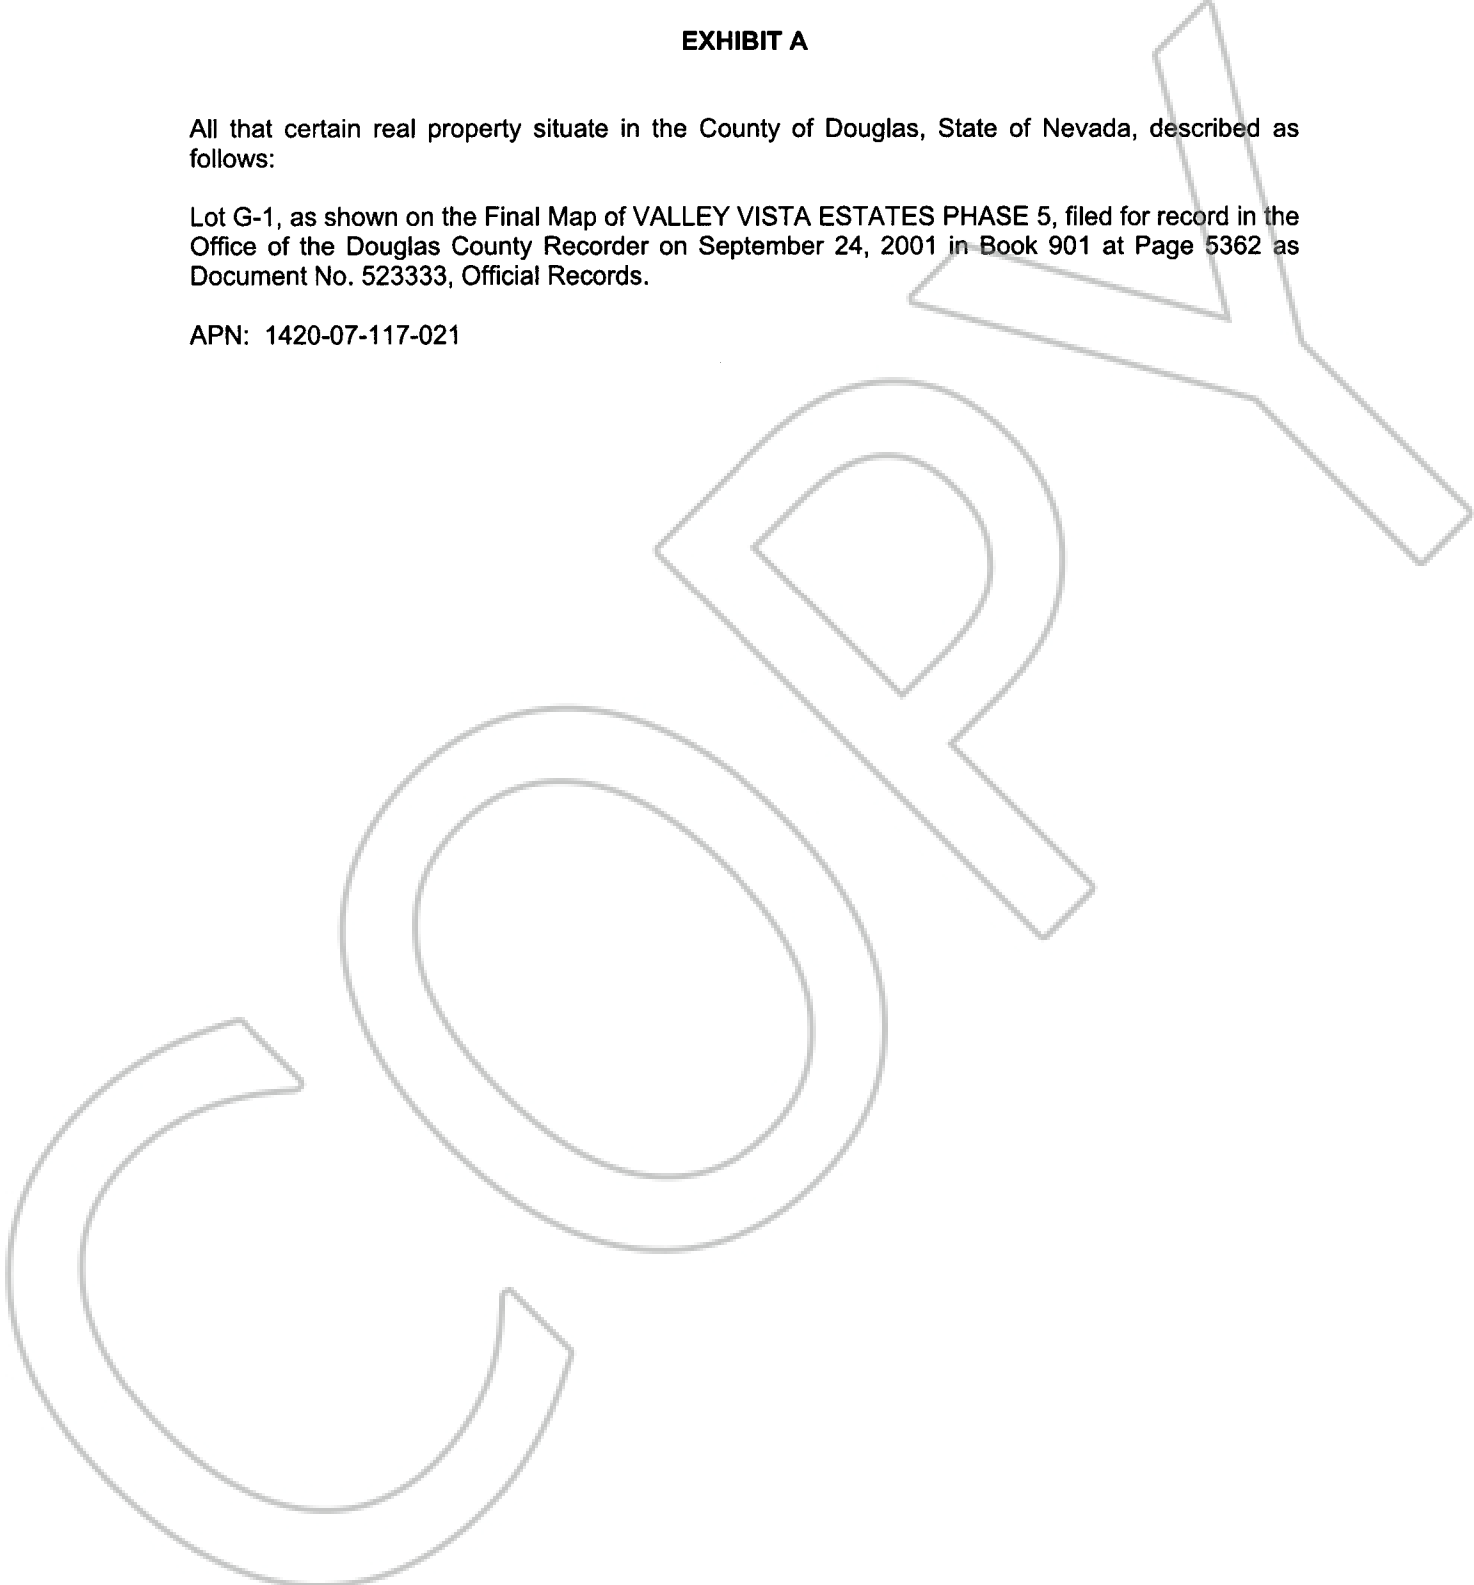 EXHIBIT A
All that certain real property situate in the County of Douglas, State of Nevada, described as
follows:
Lot G-1, as shown on the Final Map of VALLEY VISTA ESTATES PHASE 5, filed for record in the
Office of the Douglas County Recorder on September 24, 2001 in Book 901 at Page 5362 as
Document No. 523333, Official Records.
APN: 1420-07-117-021
COPY